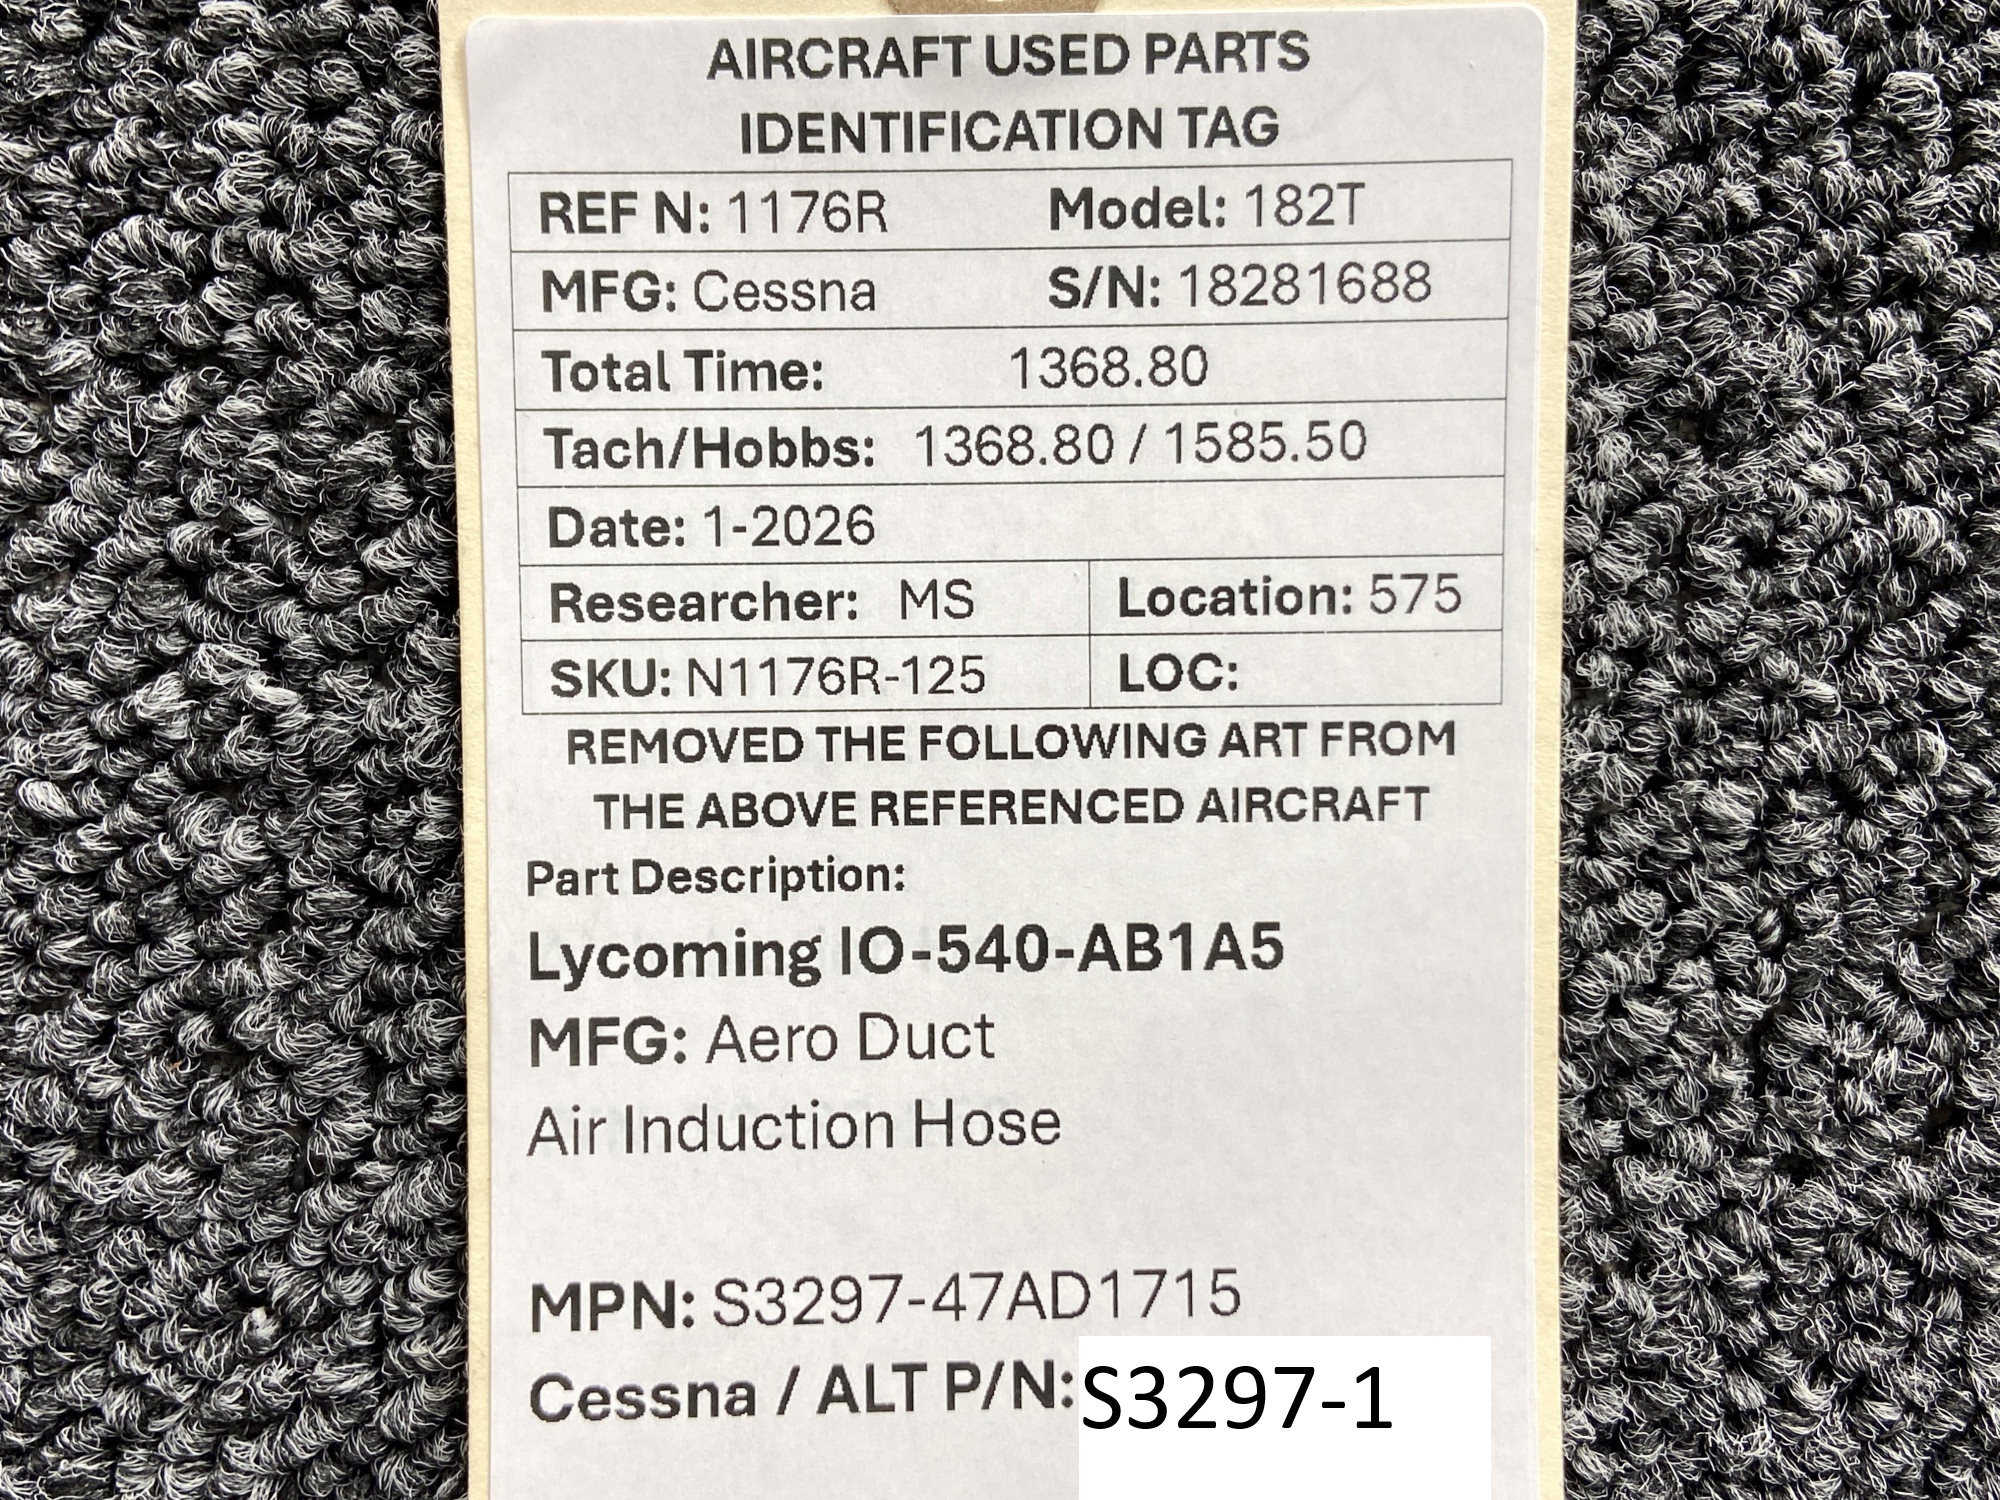 AIRCRAFT USED PARTS
IDENTIFICATION TAG
REF N: 1176R Model: 182T
MFG: Cessna S/N: 18281688
Total Time: 1368.80
Tach/Hobbs: 1368.80 / 1585.50
Date: 1-2026
Researcher: MS Location: 575
SKU: N1176R-125 LOC:
REMOVED THE FOLLOWING ART FROM
THE ABOVE REFERENCED AIRCRAFT
Part Description:
Lycoming IO-540-AB1A5
MFG: Aero Duct
Air Induction Hose
MPN: S3297-47AD1715
Cessna / ALT P/N: S3297-1